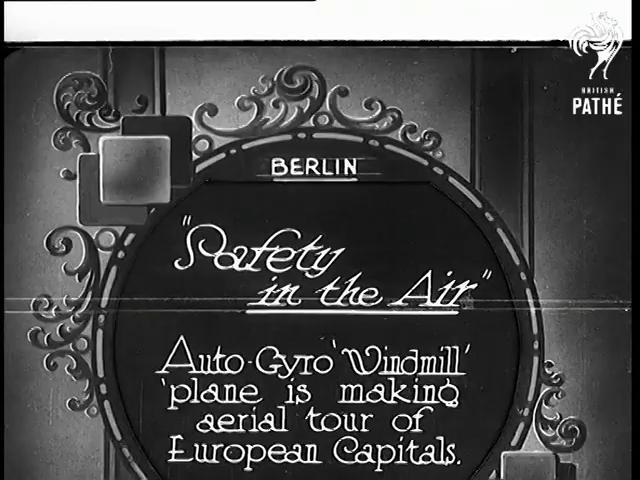 BRITISH
PATHÉ
BERLIN
"Safety
in the Air"
Auto-Gyro 'Windmill'
'plane is making
aerial tour of
European Capitals.